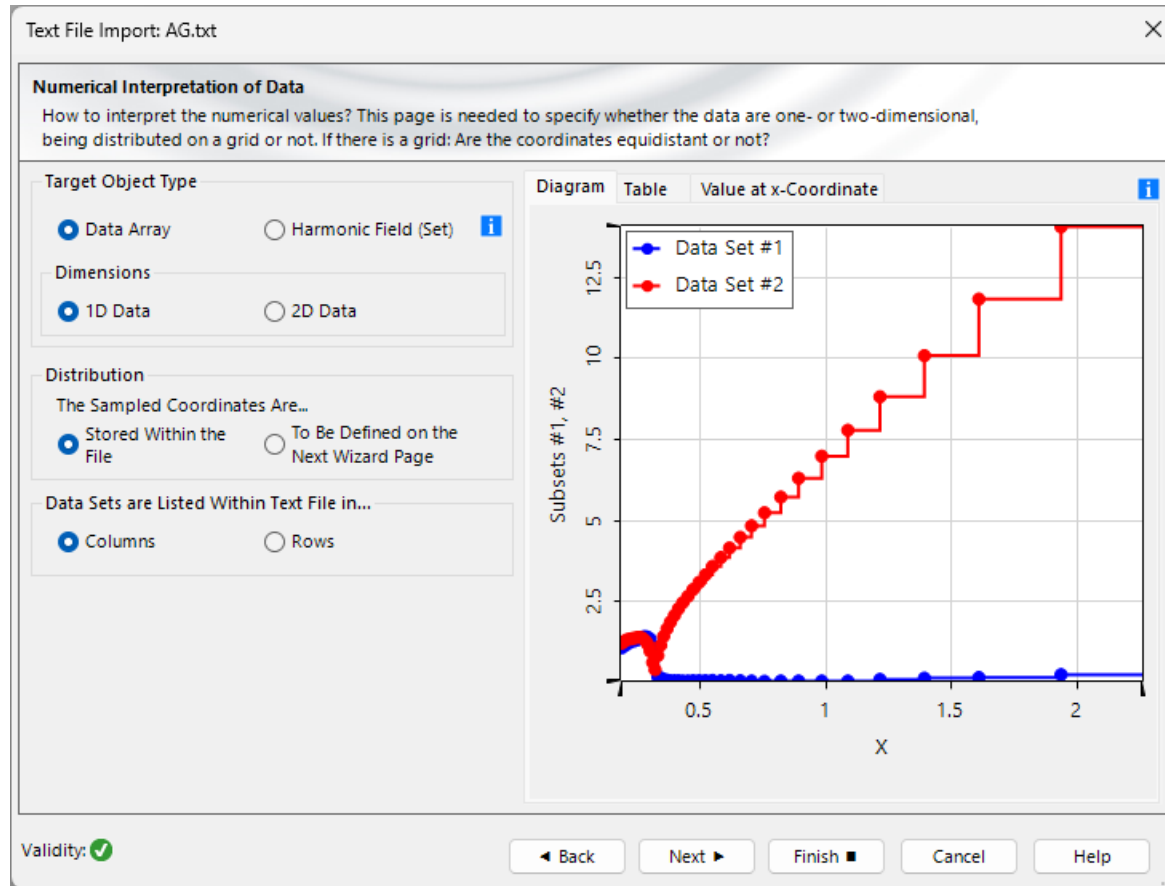 Text File Import: AG.txt
Numerical Interpretation of Data
How to interpret the numerical values? This page is needed to specify whether the data are one- or two-dimensional,
being distributed on a grid or not. If there is a grid: Are the coordinates equidistant or not?
Target Object Type
Data Array
Harmonic Field (Set)
Dimensions
1D Data
2D Data
Distribution
The Sampled Coordinates Are...
Stored Within the
File
To Be Defined on the
Next Wizard Page
Data Sets are Listed Within Text File in...
Columns
Rows
Diagram
Table
Value at x-Coordinate
Data Set #1
Data Set #2
Subsets #1, #2
12.5
10
7.5
5
2.5
0.5
1
1.5
2
X
Validity:
Back
Next
Finish
Cancel
Help